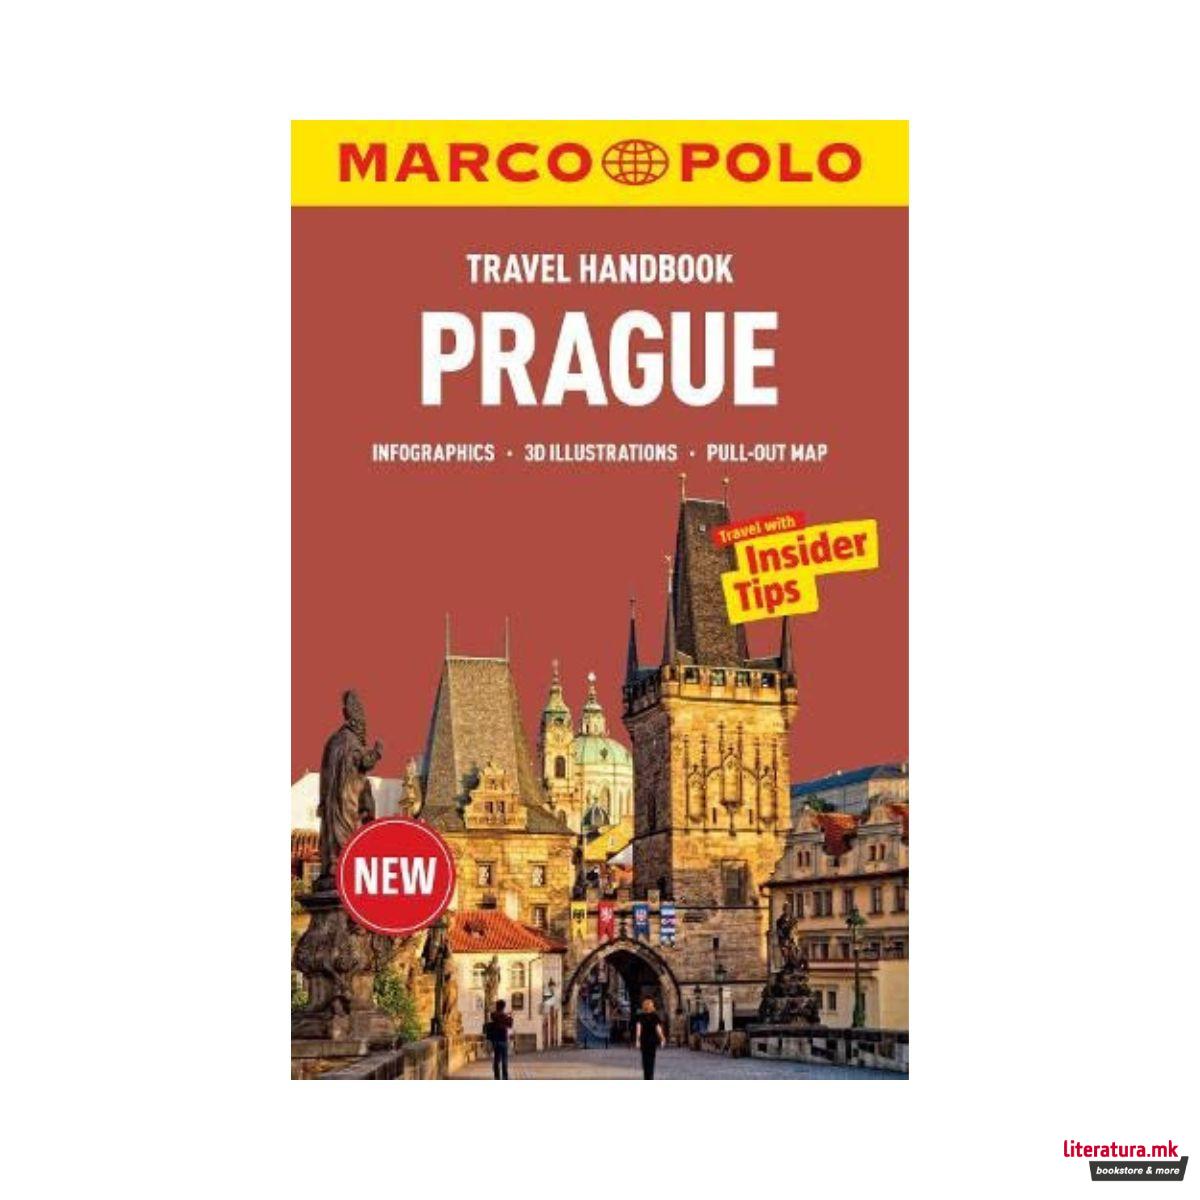 MARCO POLO
TRAVEL HANDBOOK
PRAGUE
INFOGRAPHICS • 3D ILLUSTRATIONS • PULL-OUT MAP
Travel with
Insider
Tips
NEW
literatura.mk
bookstore & more